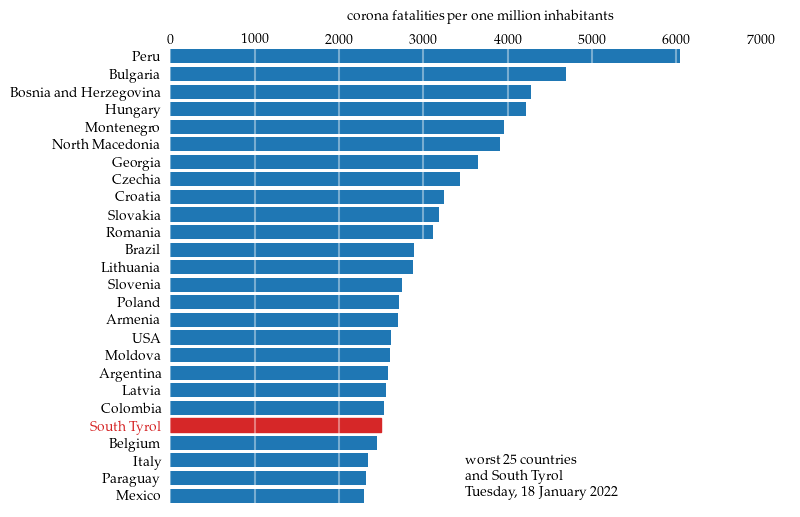 corona fatalities per one million inhabitants
0 1000 2000 3000 4000 5000 6000 7000
Peru
Bulgaria
Bosnia and Herzegovina
Hungary
Montenegro
North Macedonia
Georgia
Czechia
Croatia
Slovakia
Romania
Brazil
Lithuania
Slovenia
Poland
Armenia
USA
Moldova
Argentina
Latvia
Colombia
South Tyrol
Belgium
Italy
Paraguay
Mexico
worst 25 countries
and South Tyrol
Tuesday, 18 January 2022